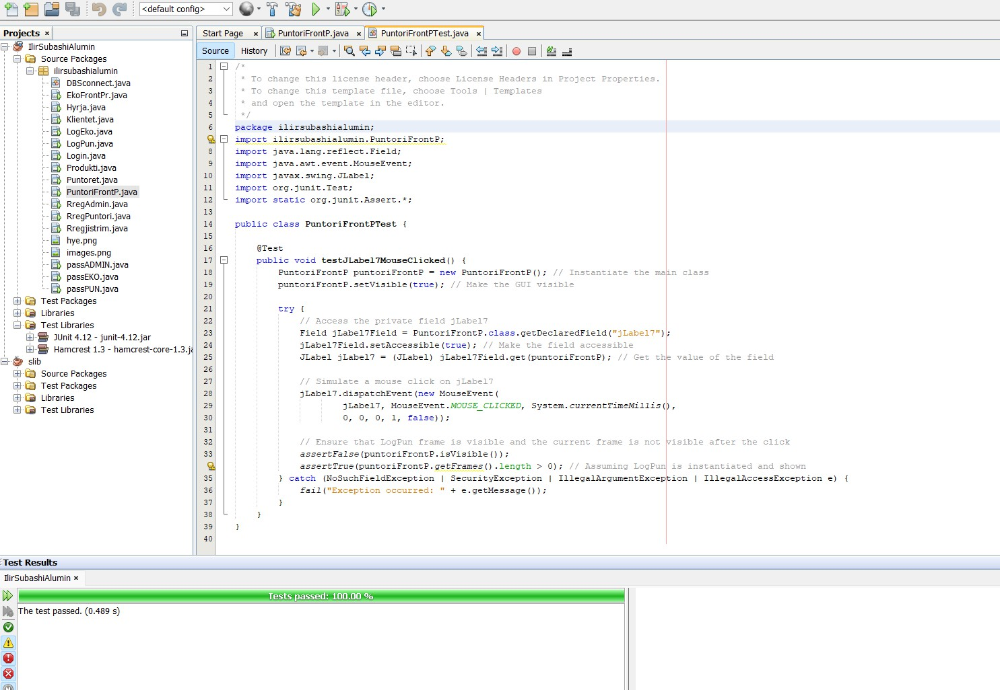 <default config>
Projects
IlirSubashiAlumin
Source Packages
ilirsubashialumin
DBSconnect.java
EkoFrontPr.java
Hyrja.java
Klientet.java
LogEko.java
LogPun.java
Login.java
Produkti.java
Puntoret.java
PuntoriFrontP.java
RregAdmin.java
RregPuntori.java
Rregjistrim.java
hye.png
images.png
passADMIN.java
passEKO.java
passPUN.java
Test Packages
Libraries
Test Libraries
JUnit 4.12 - junit-4.12.jar
Hamcrest 1.3 - hamcrest-core-1.3.ja
slib
Source Packages
Test Packages
Libraries
Test Libraries
Start Page PuntoriFrontP.java PuntoriFrontPTest.java
Source History
1 /*
2 * To change this license header, choose License Headers in Project Properties.
3 * To change this template file, choose Tools | Templates
4 * and open the template in the editor.
5 */
6 package ilirsubashialumin;
import ilirsubashialumin.PuntoriFrontP;
8 import java.lang.reflect.Field;
9 import java.awt.event.MouseEvent;
10 import javax.swing.JLabel;
11 import org.junit.Test;
12 import static org.junit.Assert.*;
13
14 public class PuntoriFrontPTest {
15
16 @Test
17 public void testJLabel7MouseClicked() {
18 PuntoriFrontP puntoriFrontP = new PuntoriFrontP(); // Instantiate the main class
19 puntoriFrontP.setVisible(true); // Make the GUI visible
20
21 try {
22 // Access the private field jLabel7
23 Field jLabel7Field = PuntoriFrontP.class.getDeclaredField("jLabel7");
24 jLabel7Field.setAccessible(true); // Make the field accessible
25 JLabel jLabel7 = (JLabel) jLabel7Field.get(puntoriFrontP); // Get the value of the field
26
27 // Simulate a mouse click on jLabel7
28 jLabel7.dispatchEvent(new MouseEvent(
29 jLabel7, MouseEvent.MOUSE_CLICKED, System.currentTimeMillis(),
30 0, 0, 0, 1, false));
31
32 // Ensure that LogPun frame is visible and the current frame is not visible after the click
33 assertFalse(puntoriFrontP.isVisible());
assertTrue(puntoriFrontP.getFrames().length > 0); // Assuming LogPun is instantiated and shown
35 } catch (NoSuchFieldException | SecurityException | IllegalArgumentException | IllegalAccessException e) {
36 fail("Exception occurred: " + e.getMessage());
37 }
38 }
39 }
40
Test Results
IlirSubashiAlumin
Tests passed: 100.00 %
The test passed. (0.489 s)